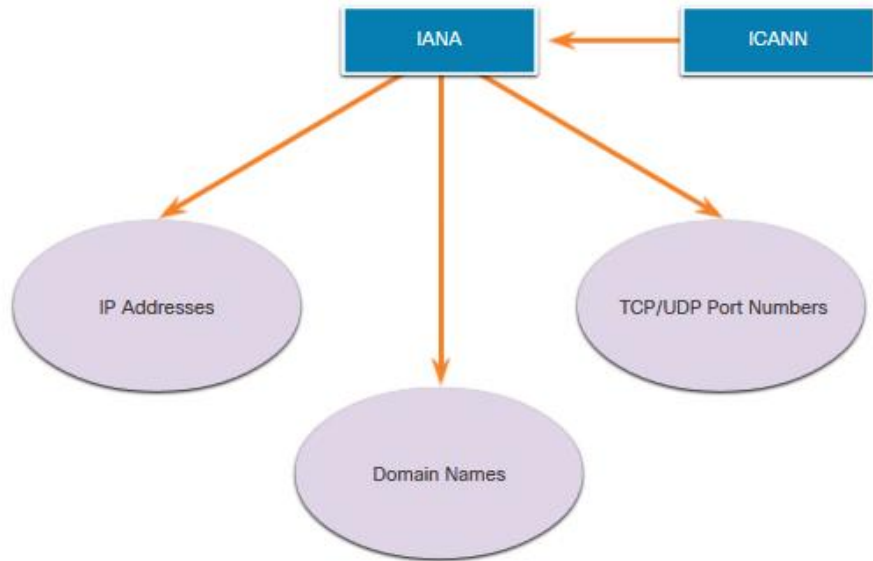 IANA
ICANN
IP Addresses
TCP/UDP Port Numbers
Domain Names